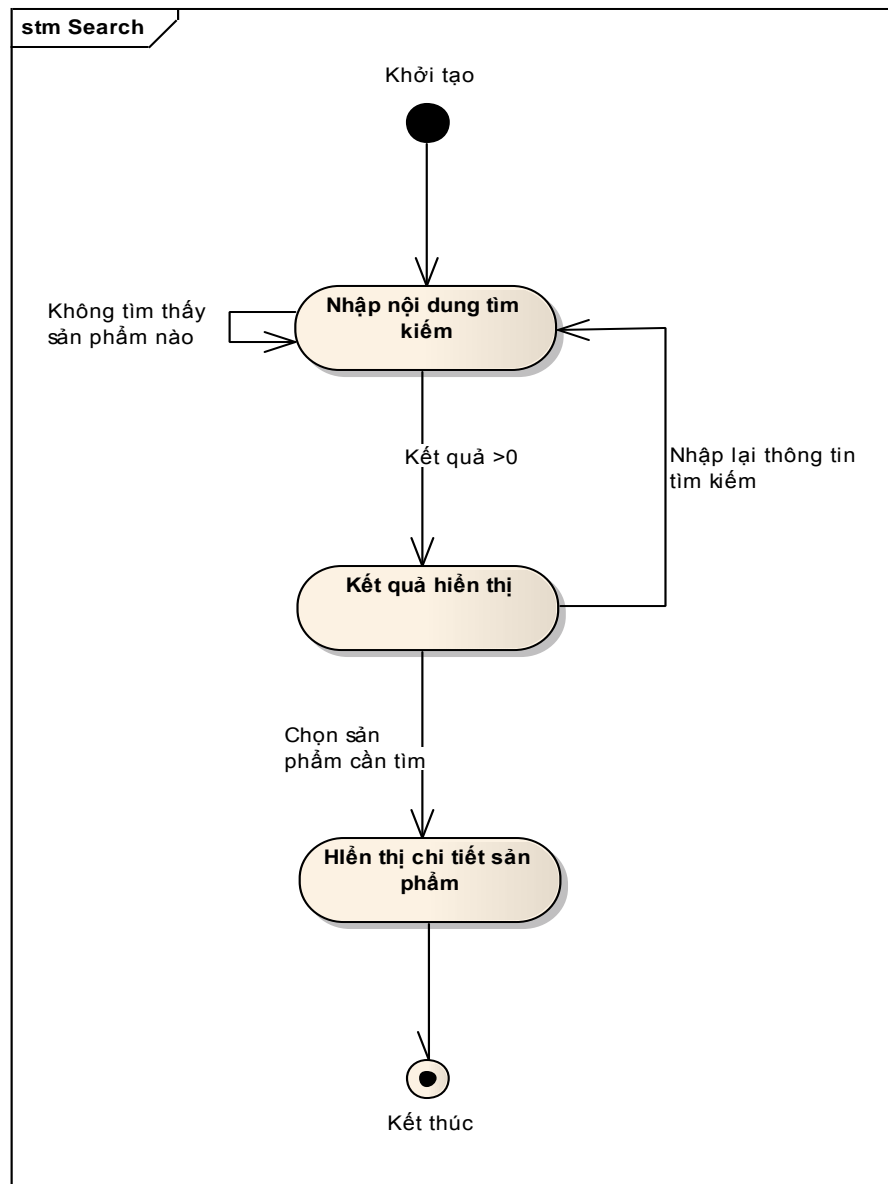 stm Search
Khởi tạo
Nhập nội dung tìm
kiếm
Không tìm thấy
sản phẩm nào
Kết quả >0
Nhập lại thông tin
tìm kiếm
Kết quả hiển thị
Chọn sản
phẩm cần tìm
HIển thị chi tiết sản
phẩm
Kết thúc